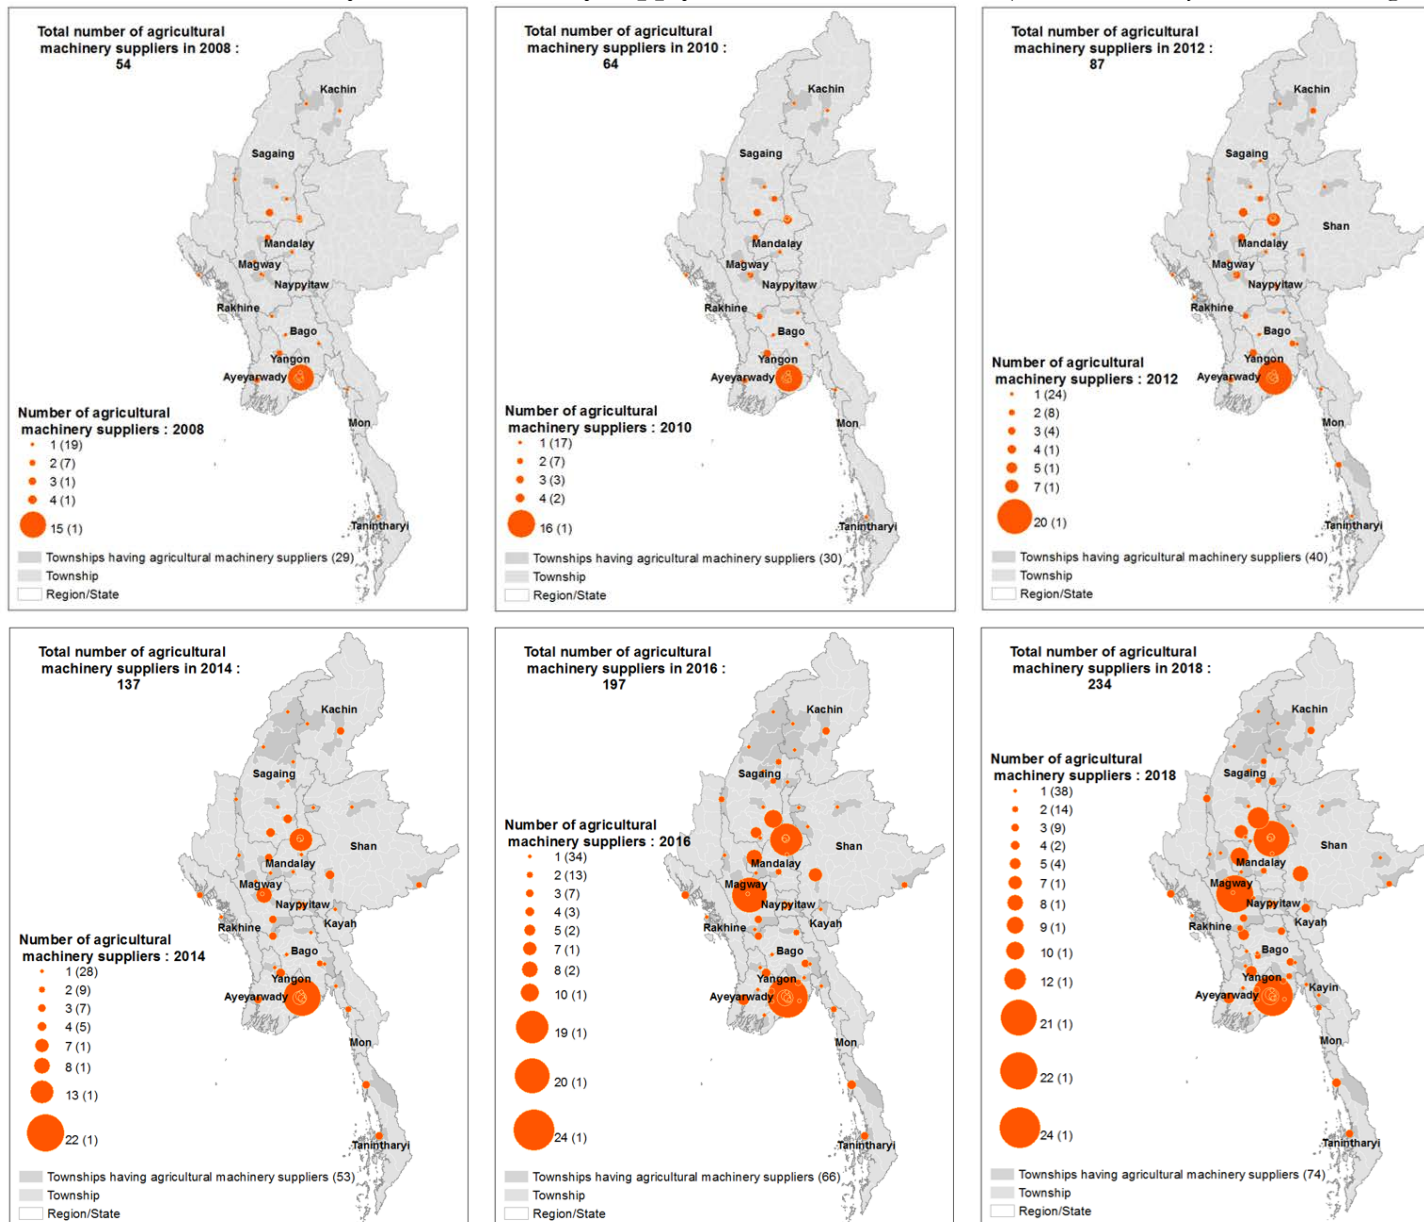 Total number of agricultural
machinery suppliers in 2008 :
54
Kachin
Sagaing
Mandalay
Magway
Naypyitaw
Rakhine
Bago
Yangon
Ayeyarwady
Mon
Tanintharyi
Number of agricultural
machinery suppliers : 2008
1 (19)
2 (7)
3 (1)
4 (1)
15 (1)
Townships having agricultural machinery suppliers (29)
Township
Region/State
Total number of agricultural
machinery suppliers in 2010 :
64
Kachin
Sagaing
Mandalay
Magway
Naypyitaw
Rakhine
Bago
Yangon
Ayeyarwady
Mon
Tanintharyi
Number of agricultural
machinery suppliers : 2010
1 (17)
2 (7)
3 (3)
4 (2)
16 (1)
Townships having agricultural machinery suppliers (30)
Township
Region/State
Total number of agricultural
machinery suppliers in 2012 :
87
Kachin
Sagaing
Shan
Mandalay
Magway
Naypyitaw
Rakhine
Bago
Yangon
Ayeyarwady
Mon
Tanintharyi
Number of agricultural
machinery suppliers : 2012
1 (24)
2 (8)
3 (4)
4 (1)
5 (1)
7 (1)
20 (1)
Townships having agricultural machinery suppliers (40)
Township
Region/State
Total number of agricultural
machinery suppliers in 2014 :
137
Kachin
Sagaing
Shan
Mandalay
Magway
Naypyitaw
Rakhine
Kayah
Bago
Yangon
Ayeyarwady
Mon
Tanintharyi
Number of agricultural
machinery suppliers : 2014
1 (28)
2 (9)
3 (7)
4 (5)
7 (1)
8 (1)
13 (1)
22 (1)
Townships having agricultural machinery suppliers (53)
Township
Region/State
Total number of agricultural
machinery suppliers in 2016 :
197
Kachin
Sagaing
Shan
Mandalay
Magway
Naypyitaw
Rakhine
Kayah
Bago
Yangon
Ayeyarwady
Mon
Tanintharyi
Number of agricultural
machinery suppliers : 2016
1 (34)
2 (13)
3 (7)
4 (3)
5 (2)
7 (1)
8 (2)
10 (1)
19 (1)
20 (1)
24 (1)
Townships having agricultural machinery suppliers (66)
Township
Region/State
Total number of agricultural
machinery suppliers in 2018 :
234
Kachin
Sagaing
Shan
Mandalay
Magway
Naypyitaw
Rakhine
Kayah
Bago
Yangon
Kayin
Ayeyarwady
Mon
Tanintharyi
Number of agricultural
machinery suppliers : 2018
1 (38)
2 (14)
3 (9)
4 (2)
5 (4)
7 (1)
8 (1)
9 (1)
10 (1)
12 (1)
21 (1)
22 (1)
24 (1)
Townships having agricultural machinery suppliers (74)
Township
Region/State